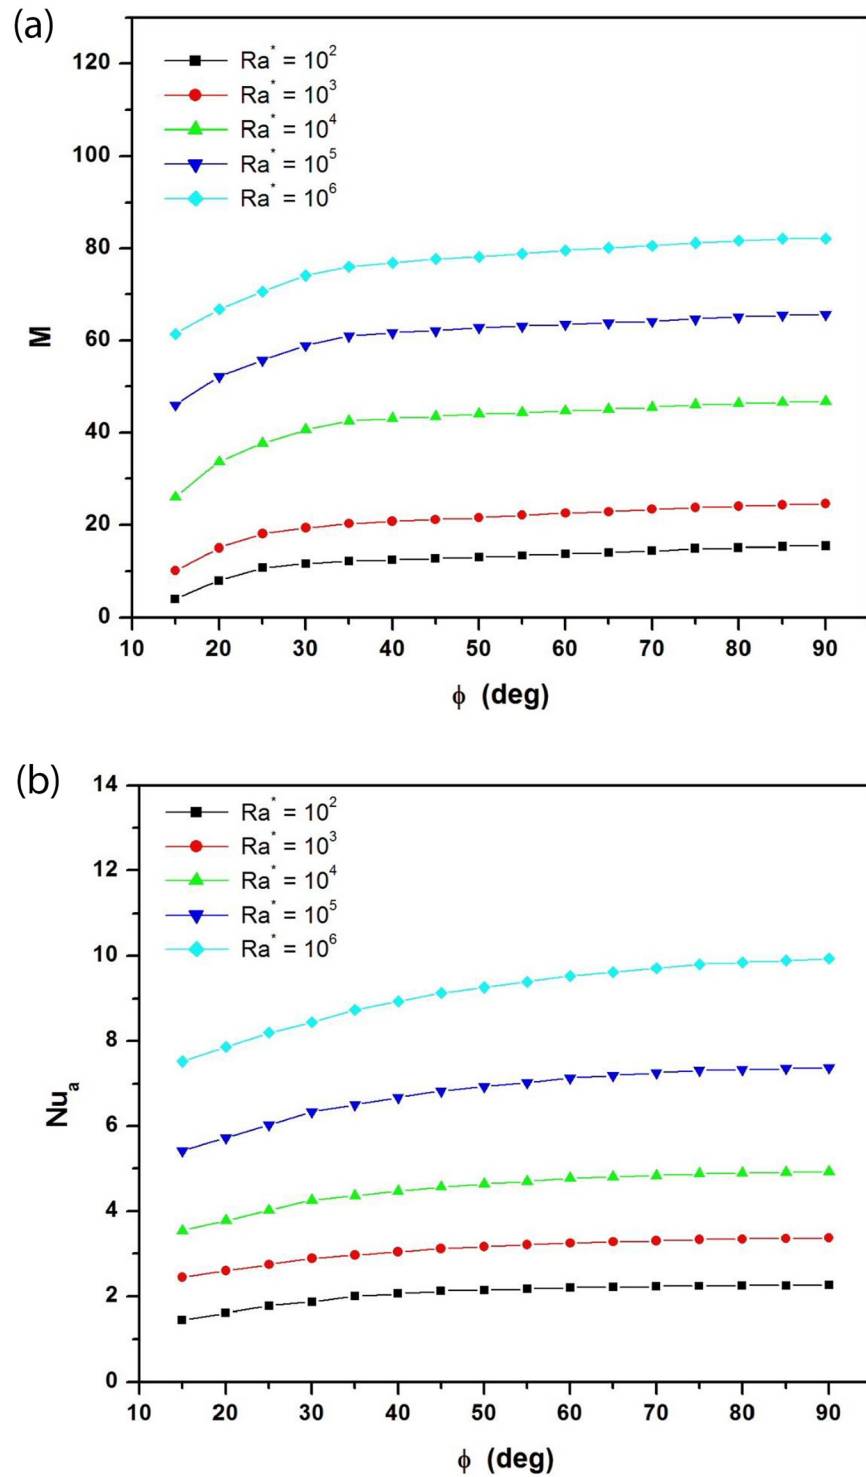 (a)
120
100
80
60
40
20
0
M
Ra* = 10²
Ra* = 10³
Ra* = 10⁴
Ra* = 10⁵
Ra* = 10⁶
10 20 30 40 50 60 70 80 90
ϕ (deg)
(b)
14
12
10
8
6
4
2
0
Nuₐ
Ra* = 10²
Ra* = 10³
Ra* = 10⁴
Ra* = 10⁵
Ra* = 10⁶
10 20 30 40 50 60 70 80 90
ϕ (deg)